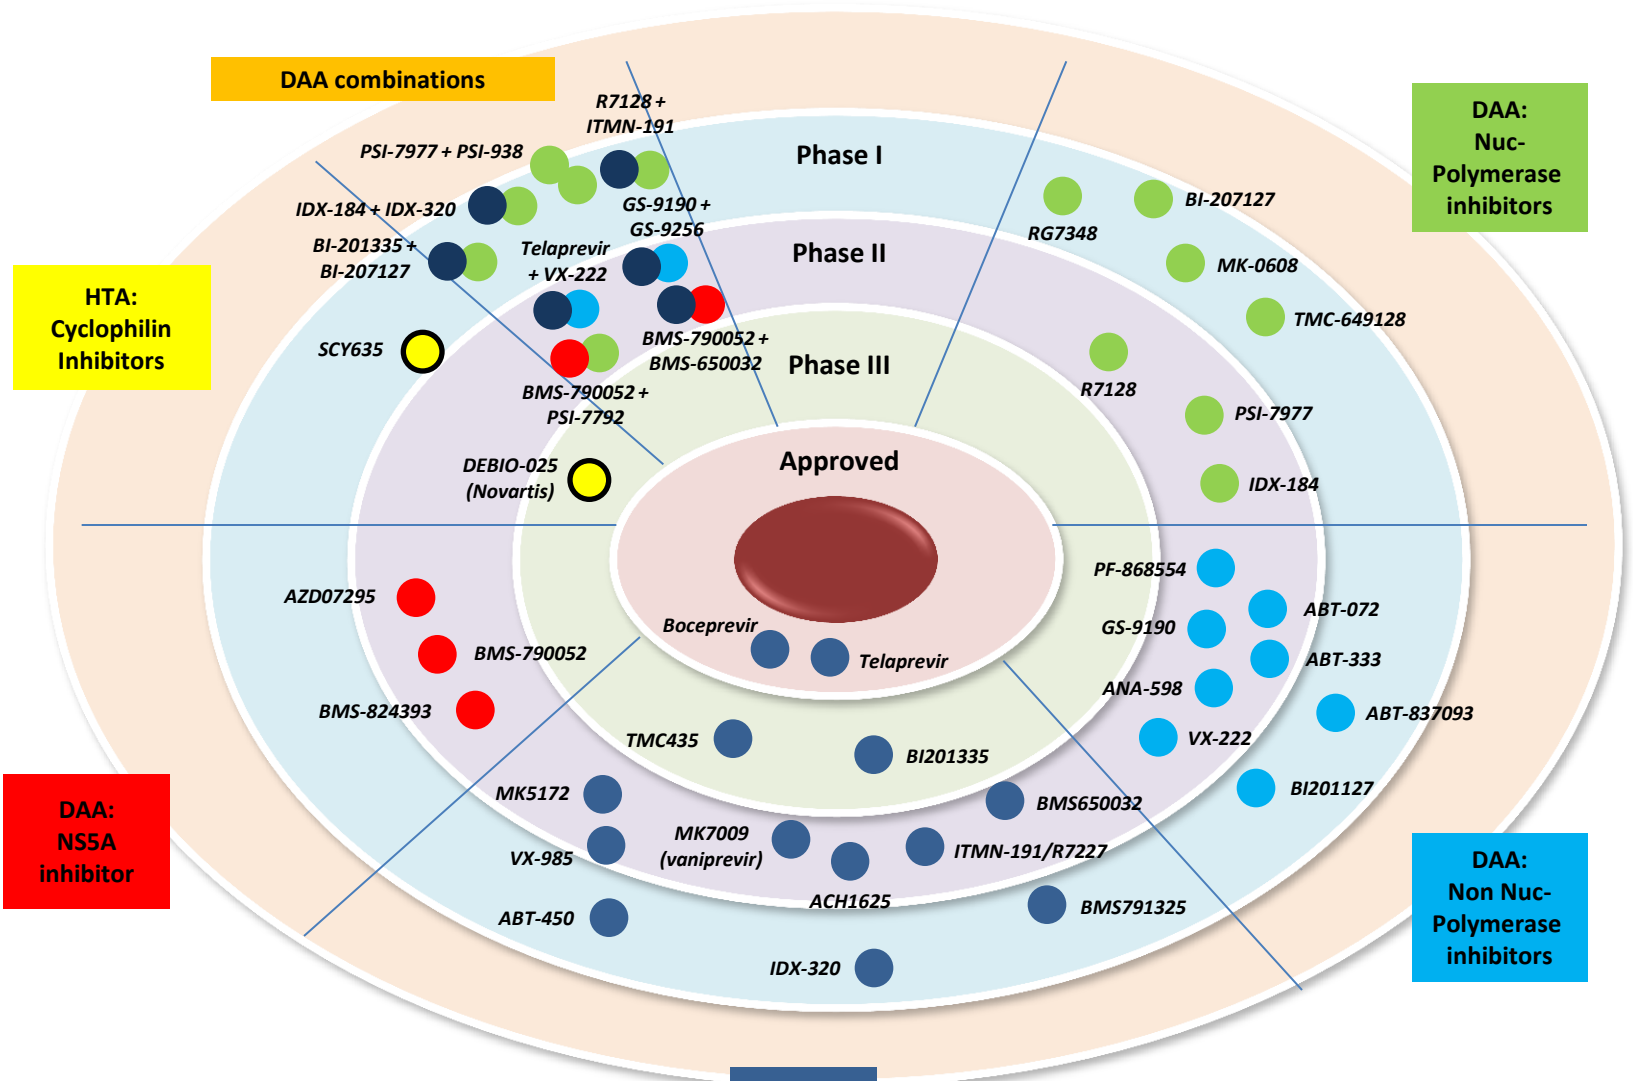 DAA combinations
R7128 +
ITMN-191
PSI-7977 + PSI-938
IDX-184 + IDX-320
BI-201335 +
BI-207127
GS-9190 +
GS-9256
Telaprevir
+ VX-222
BMS-790052 +
BMS-650032
BMS-790052 +
PSI-7792
Phase I
Phase II
Phase III
Approved
DAA:
Nuc-
Polymerase
inhibitors
RG7348
BI-207127
MK-0608
TMC-649128
R7128
PSI-7977
IDX-184
HTA:
Cyclophilin
Inhibitors
SCY635
DEBIO-025
(Novartis)
PF-868554
ABT-072
GS-9190
ABT-333
ANA-598
ABT-837093
VX-222
BI201127
DAA:
Non Nuc-
Polymerase
inhibitors
AZD07295
BMS-790052
BMS-824393
DAA:
NS5A
inhibitor
Boceprevir
Telaprevir
TMC435
BI201335
MK5172
BMS650032
VX-985
MK7009
(vaniprevir)
ITMN-191/R7227
ACH1625
ABT-450
BMS791325
IDX-320